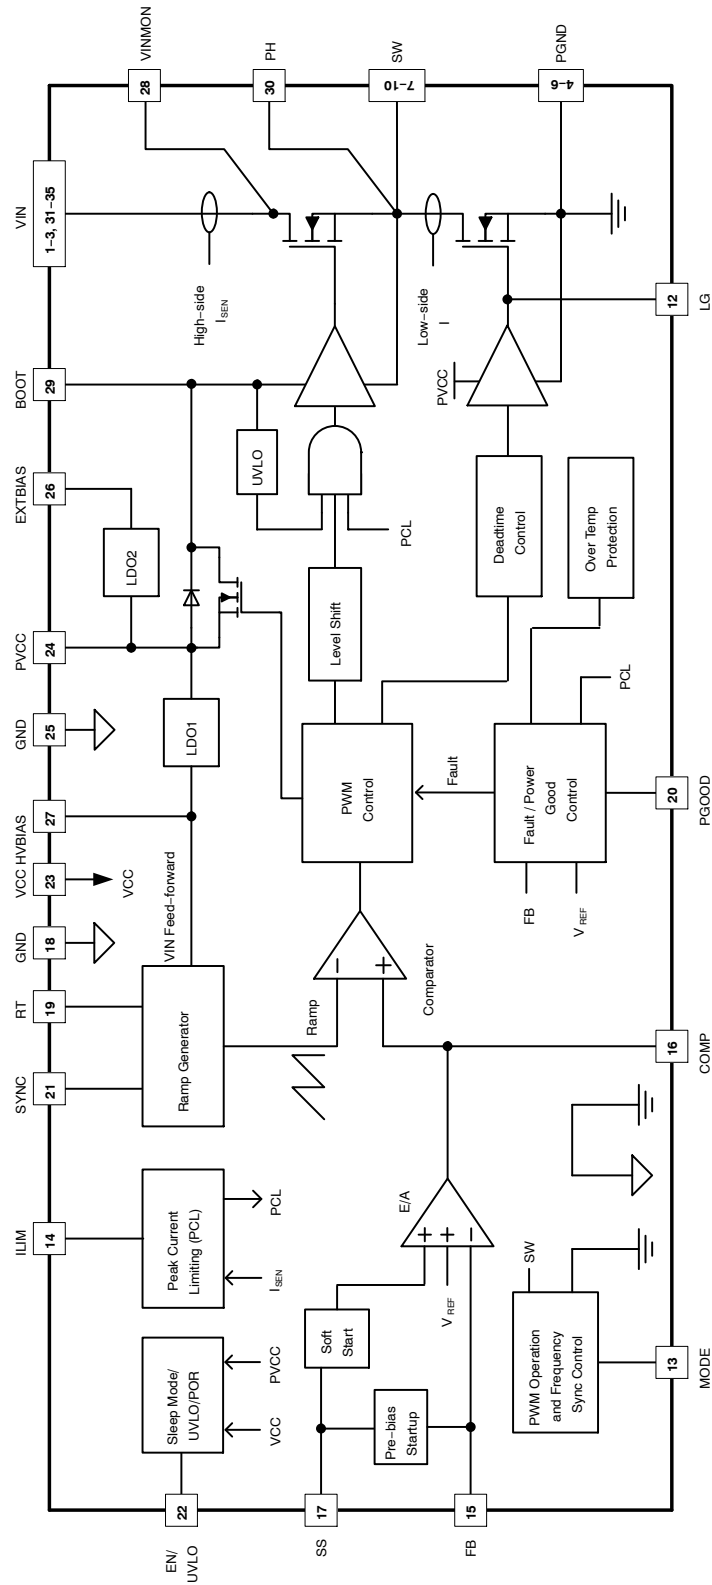 EN/
UVLO
22
ILIM
14
SYNC
21
RT
19
GND
18
VCC
23
HVBIAS
27
GND
25
PVCC
24
EXTBIAS
26
BOOT
29
VIN
1–3, 31–35
VINMON
28
PH
30
SW
7–10
PGND
4–6
LG
12
PGOOD
20
COMP
16
MODE
13
FB
15
SS
17
Sleep Mode/
UVLO/POR
VCC
PVCC
Peak Current
Limiting (PCL)
ISEN
PCL
Ramp Generator
VIN Feed–forward
VCC
LDO1
LDO2
UVLO
High–side
ISEN
Ramp
Comparator
PWM
Control
Level Shift
PCL
Low–side
I
PVCC
Soft
Start
Pre–bias
Startup
VREF
E/A
Fault
Fault / Power
Good
Control
FB
VREF
PCL
Deadtime
Control
Over Temp
Protection
PWM Operation
and Frequency
Sync Control
SW